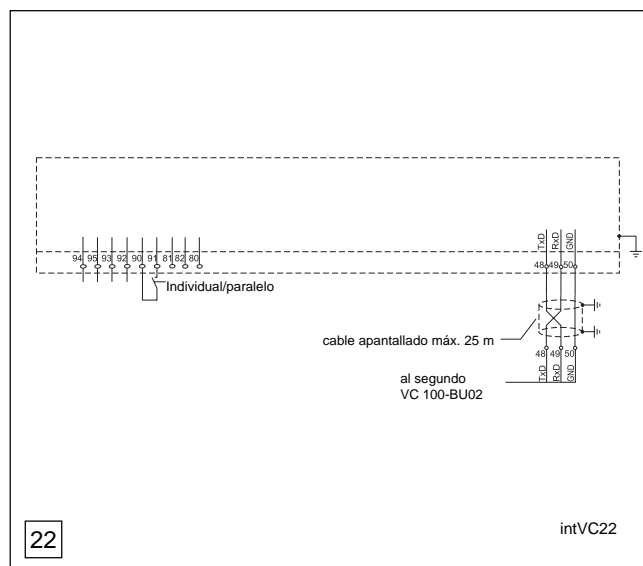 94 95 93 92 90 91 81 82 80
Individual/paralelo
TxD RxD GND
48 49 50
cable apantallado máx. 25 m
48 49 50
TxD RxD GND
al segundo
VC 100-BU02
22
intVC22